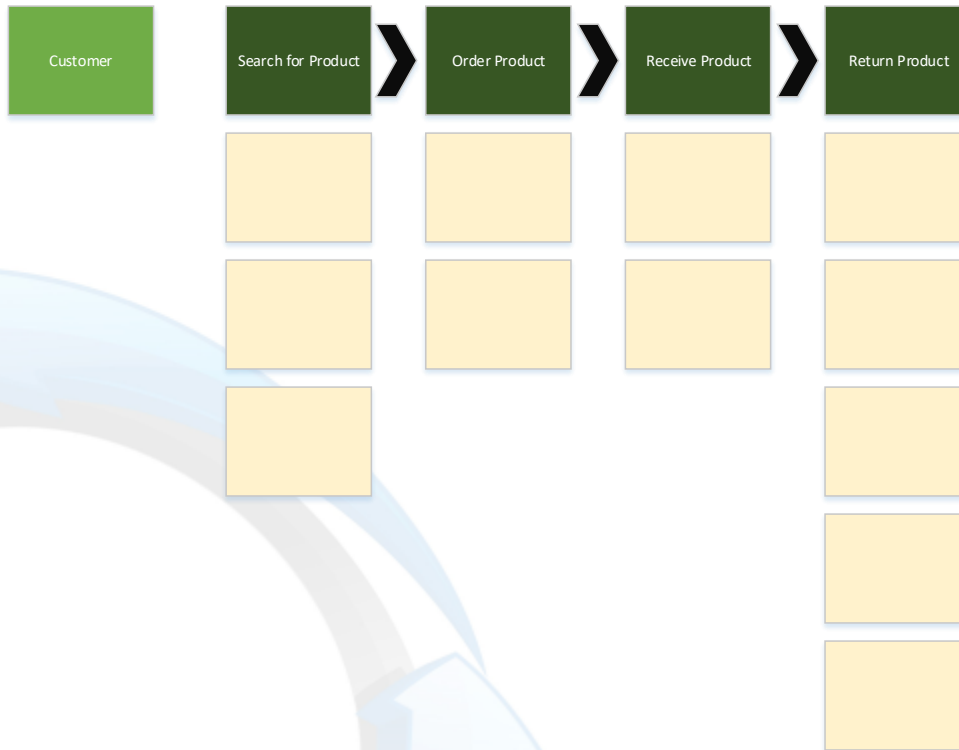 Customer
Search for Product
Order Product
Receive Product
Return Product